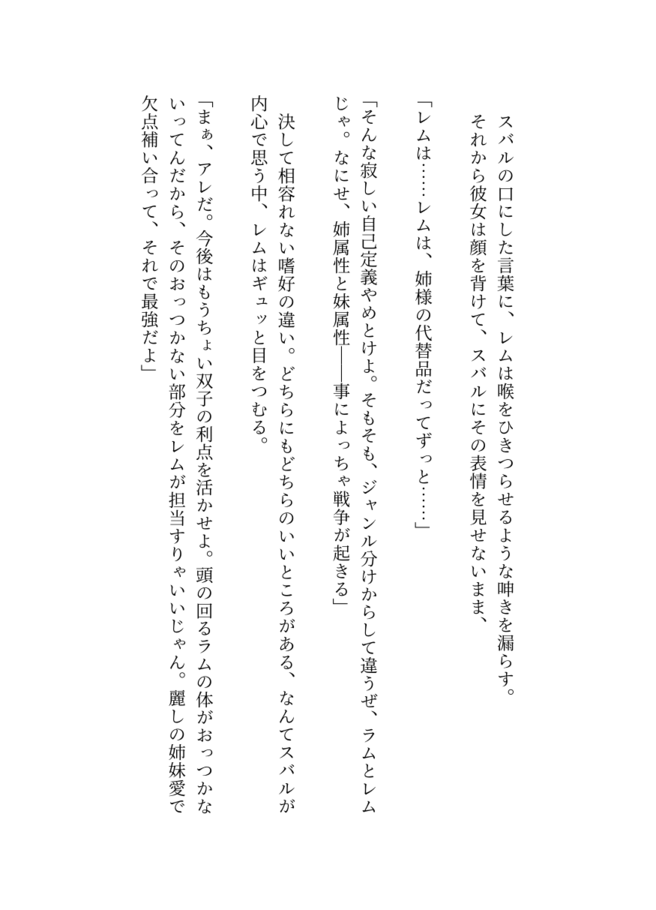 スバルの口にした言葉に、レムは喉をひきつらせるような呻きを漏らす。
それから彼女は顔を背けて、スバルにその表情を見せないまま、
「レムは……レムは、姉様の代替品だってずっと……」
「そんな寂しい自己定義やめとけよ。そもそも、ジャンル分けからして違うぜ、ラムとレム
じゃ。なにせ、姉属性と妹属性――事によっちゃ戦争が起きる」
決して相容れない嗜好の違い。どちらにもどちらのいいところがある、なんてスバルが
内心で思う中、レムはギュッと目をつむる。
「まぁ、アレだ。今後はもうちょい双子の利点を活かせよ。頭の回るラムの体がおっつかな
いってんだから、そのおっつかない部分をレムが担当すりゃいいじゃん。麗しの姉妹愛で
欠点補い合って、それで最強だよ」